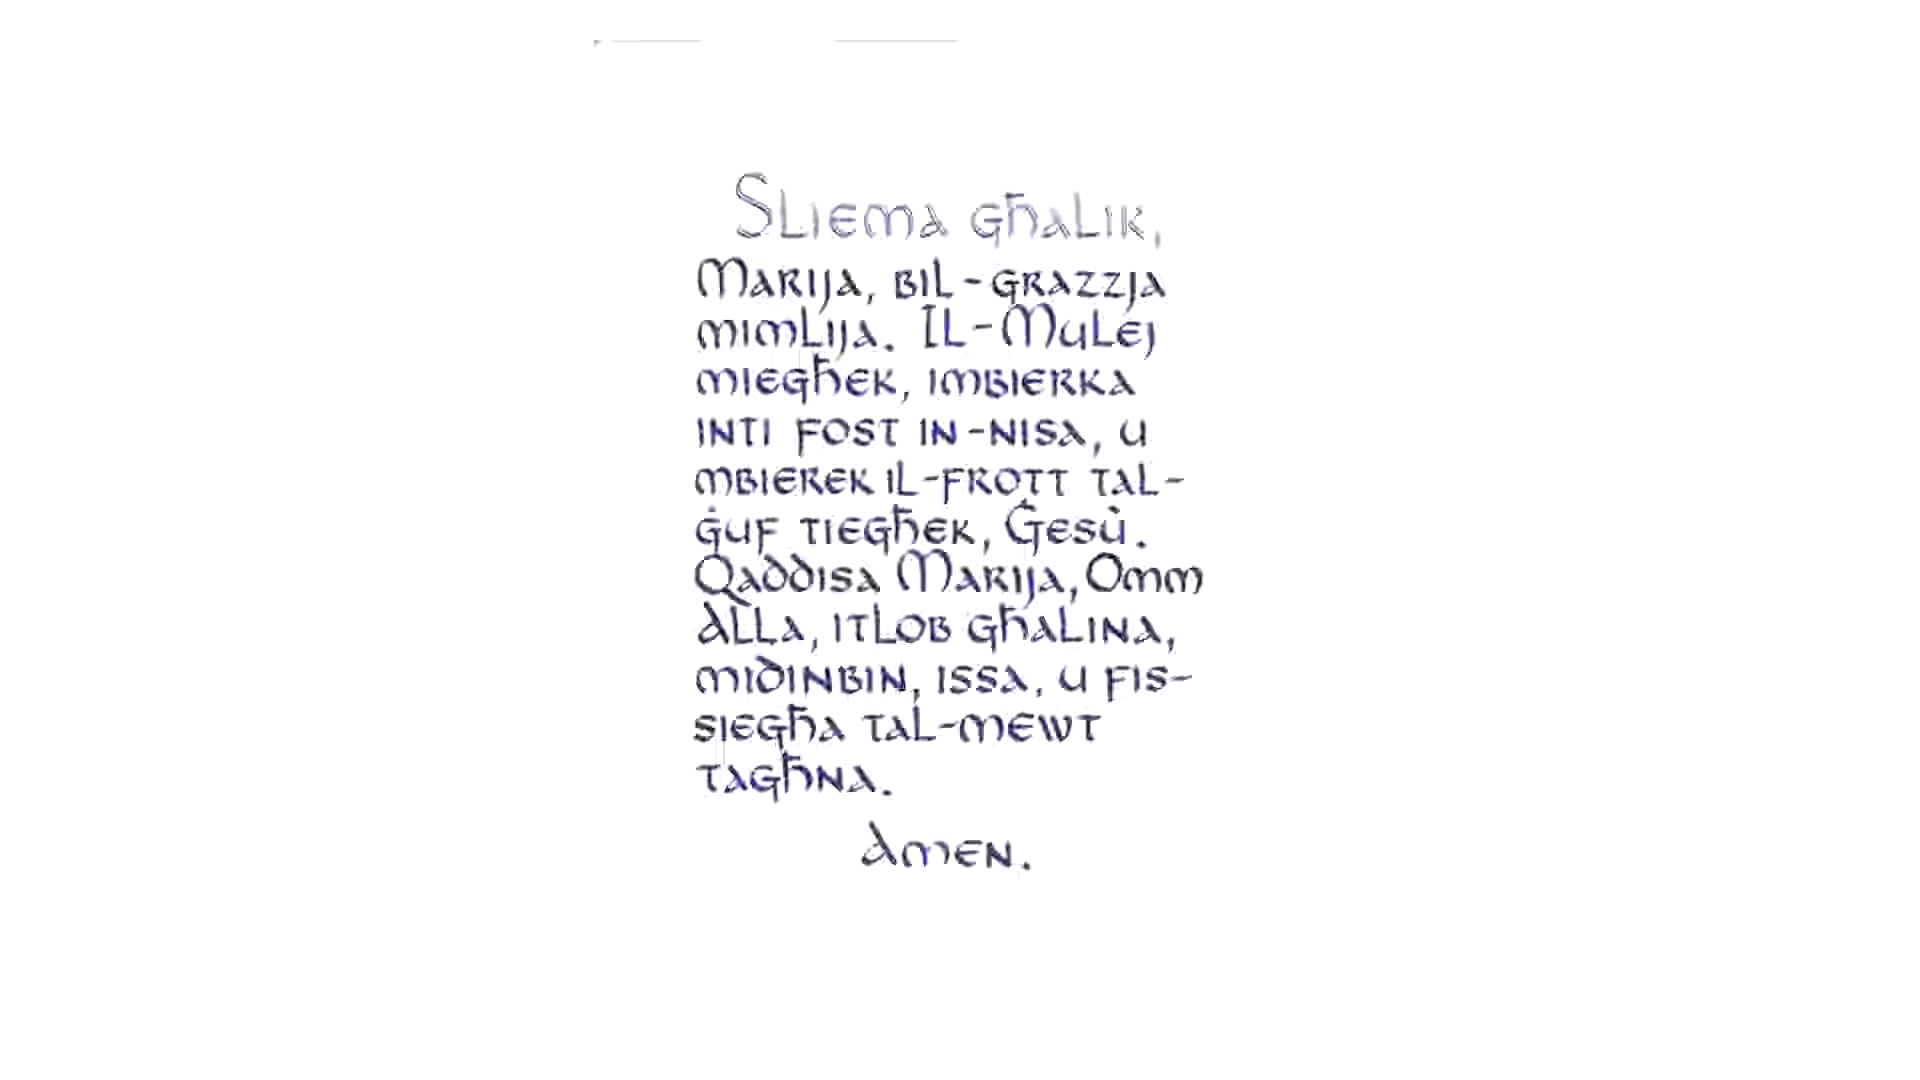 Sliema għalik,
Marija, bil-grazzja
mimlija. Il-Mulej
miegħek, imbierka
inti fost in-nisa, u
mbierek il-frott tal-
ġuf tiegħek, Ġesù.
Qaddisa Marija, Omm
Alla, itlob għalina,
midinbin, issa, u fis-
siegħa tal-mewt
tagħna.
Amen.